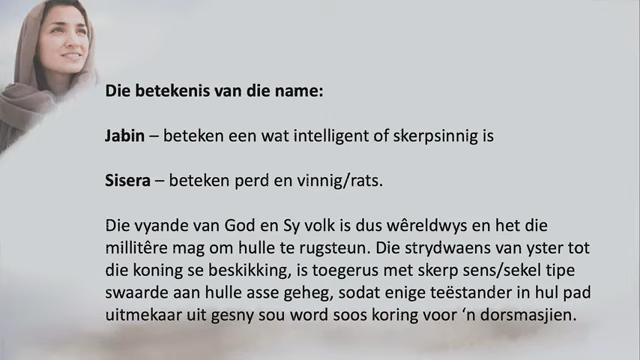 Die betekenis van die name:
Jabin – beteken een wat intelligent of skerpsinnig is
Sisera – beteken perd en vinnig/rats.
Die vyande van God en Sy volk is dus wêreldwys en het die
millitêre mag om hulle te rugsteun. Die strydwaens van yster tot
die koning se beskikking, is toegerus met skerp sens/sekel tipe
swaarde aan hulle asse geheg, sodat enige teëstander in hul pad
uitmekaar uit gesny sou word soos koring voor ‘n dorsmasjien.